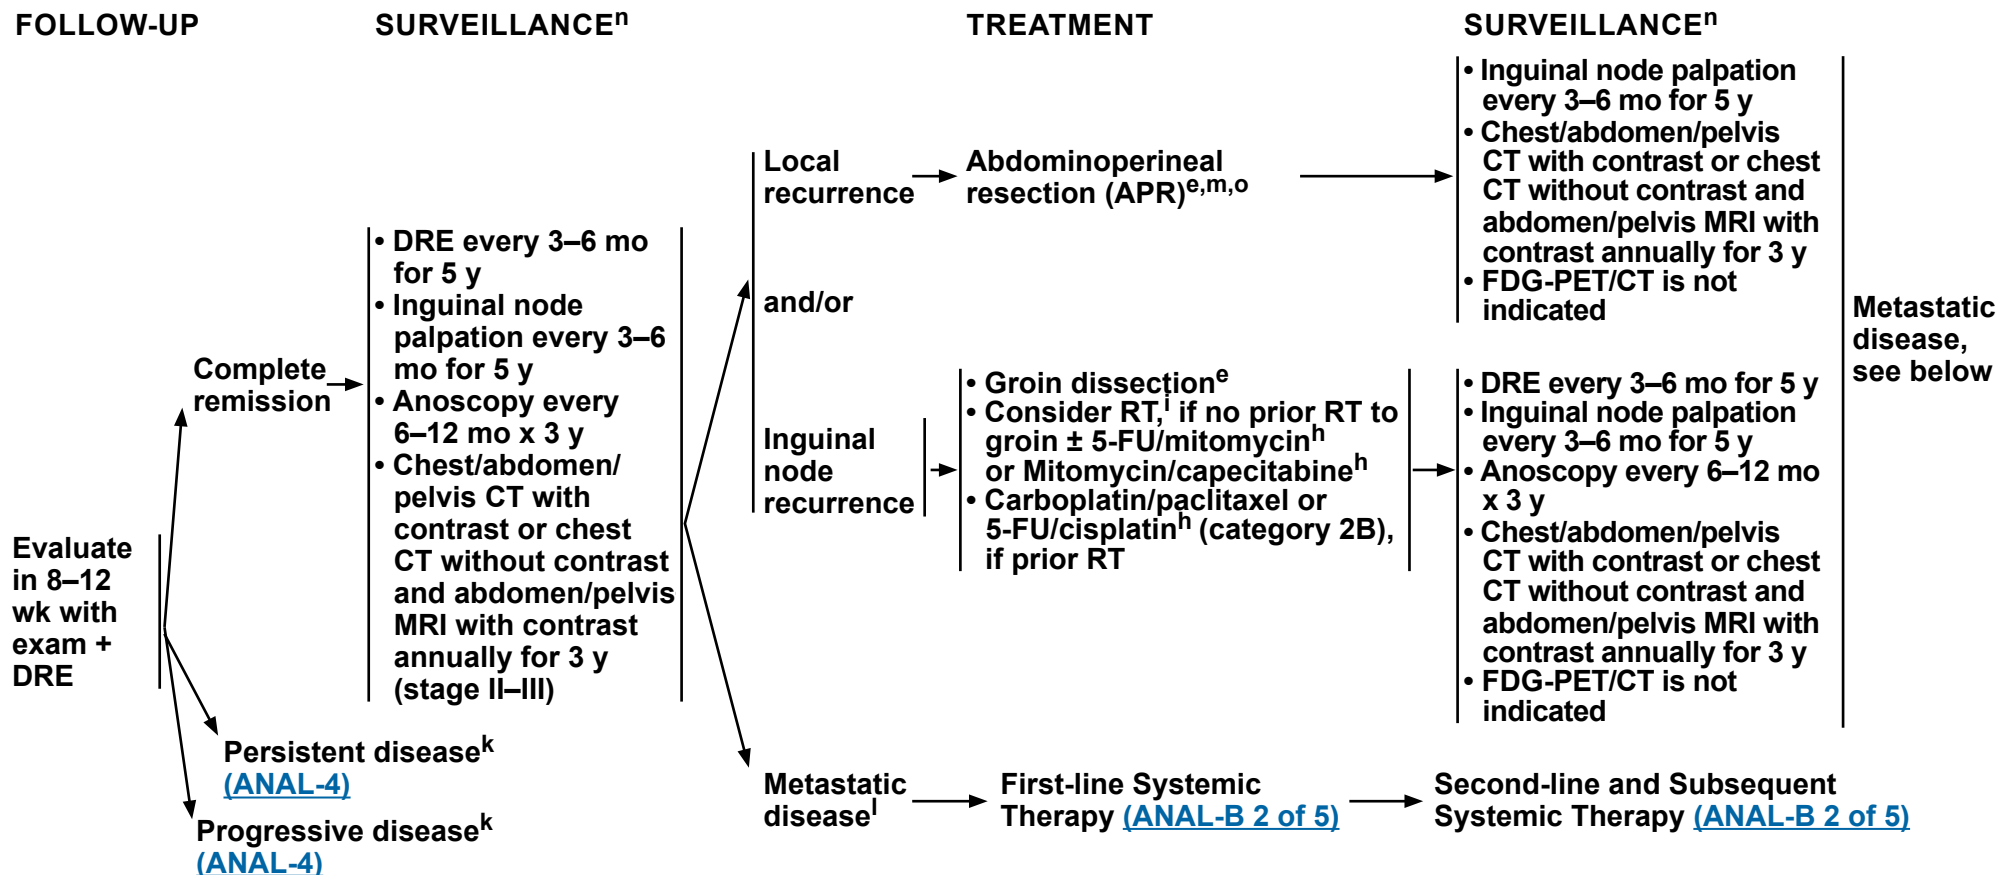 FOLLOW-UP
SURVEILLANCEⁿ
TREATMENT
SURVEILLANCEⁿ
Evaluate
in 8–12
wk with
exam +
DRE
Complete
remission
Persistent diseaseᵏ
(ANAL-4)
Progressive diseaseᵏ
(ANAL-4)
• DRE every 3–6 mo
for 5 y
• Inguinal node
palpation every 3–6
mo for 5 y
• Anoscopy every
6–12 mo x 3 y
• Chest/abdomen/
pelvis CT with
contrast or chest
CT without contrast
and abdomen/pelvis
MRI with contrast
annually for 3 y
(stage II–III)
Local
recurrence
and/or
Inguinal
node
recurrence
Metastatic
diseaseˡ
Abdominoperineal
resection (APR)ᵉ,ᵐ,ᵒ
• Groin dissectionᵉ
• Consider RT,ⁱ if no prior RT to
groin ± 5-FU/mitomycinʰ
or Mitomycin/capecitabineʰ
• Carboplatin/paclitaxel or
5-FU/cisplatinʰ (category 2B),
if prior RT
First-line Systemic
Therapy (ANAL-B 2 of 5)
• Inguinal node palpation
every 3–6 mo for 5 y
• Chest/abdomen/pelvis
CT with contrast or chest
CT without contrast and
abdomen/pelvis MRI with
contrast annually for 3 y
• FDG-PET/CT is not
indicated
• DRE every 3–6 mo for 5 y
• Inguinal node palpation
every 3–6 mo for 5 y
• Anoscopy every 6–12 mo
x 3 y
• Chest/abdomen/pelvis
CT with contrast or chest
CT without contrast and
abdomen/pelvis MRI with
contrast annually for 3 y
• FDG-PET/CT is not
indicated
Second-line and Subsequent
Systemic Therapy (ANAL-B 2 of 5)
Metastatic
disease,
see below